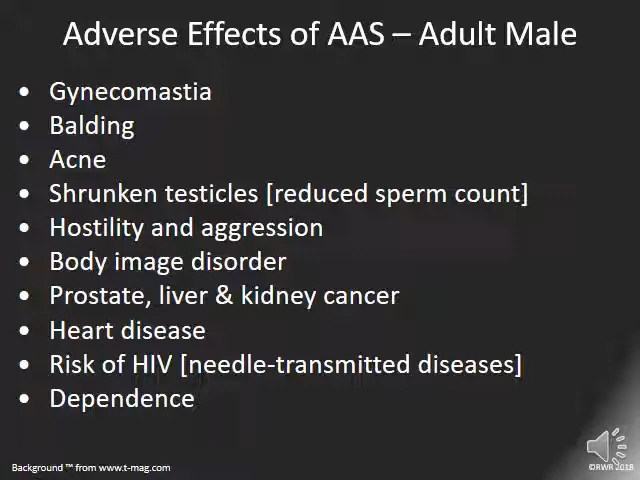 Adverse Effects of AAS – Adult Male
• Gynecomastia
• Balding
• Acne
• Shrunken testicles [reduced sperm count]
• Hostility and aggression
• Body image disorder
• Prostate, liver & kidney cancer
• Heart disease
• Risk of HIV [needle-transmitted diseases]
• Dependence
Background ™ from www.t-mag.com
©RWR 2018